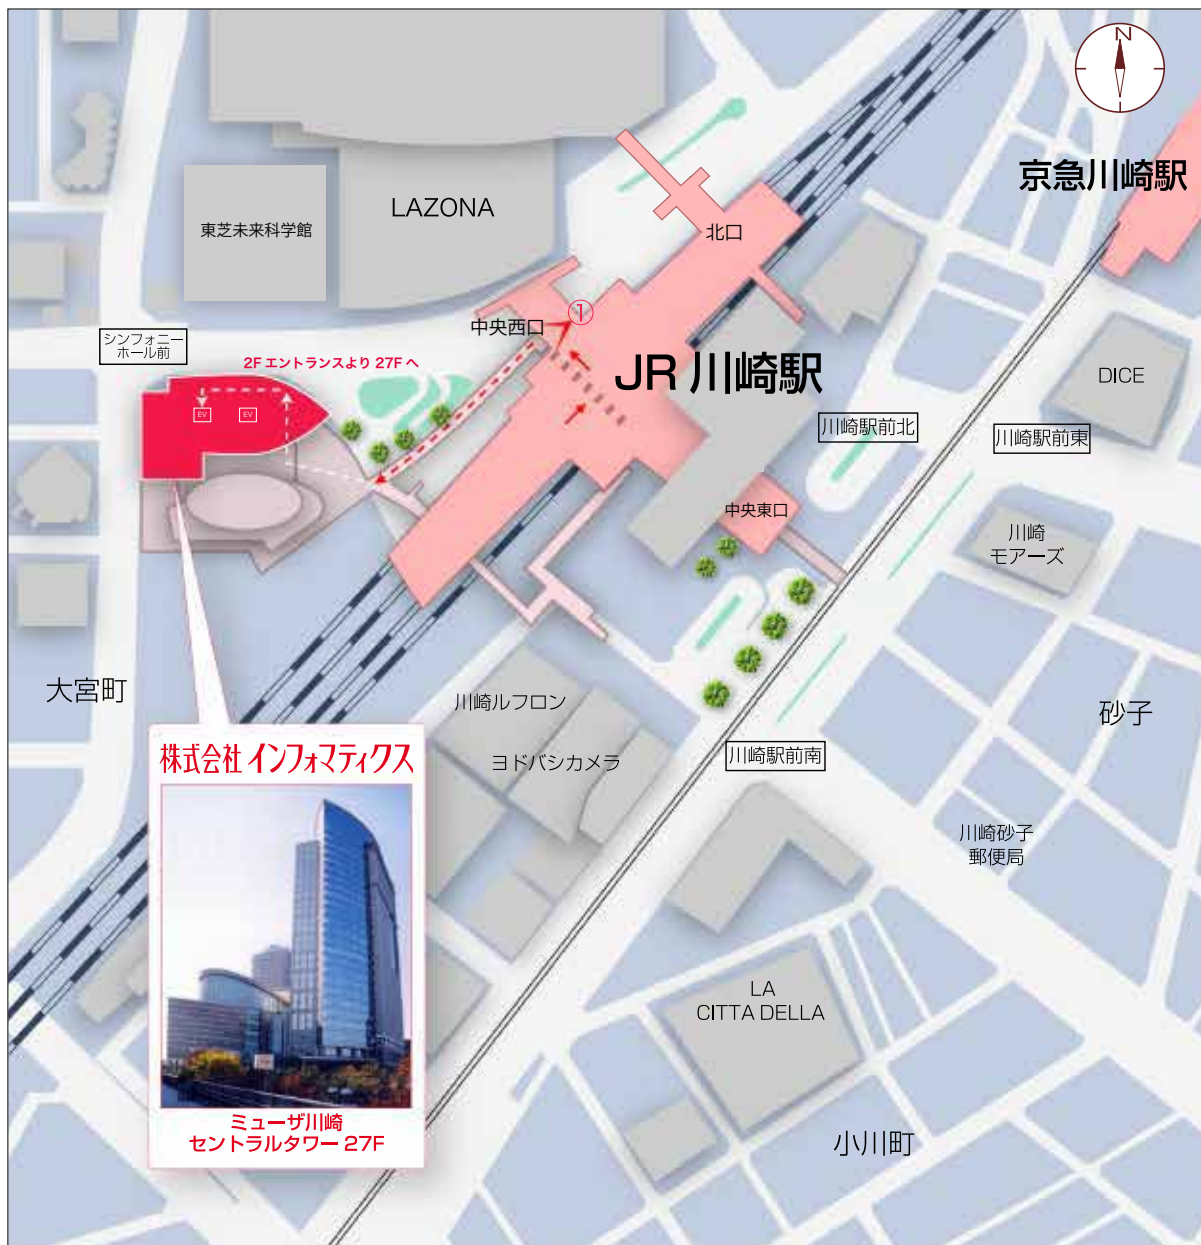 N
京急川崎駅
LAZONA
東芝未来科学館
北口
①
中央西口
シンフォニー
ホール前
2Fエントランスより27Fへ
JR 川崎駅
DICE
EV
EV
川崎駅前北
川崎駅前東
中央東口
川崎
モアーズ
大宮町
川崎ルフロン
砂子
株式会社 インフォマティクス
ヨドバシカメラ
川崎駅前南
川崎砂子
郵便局
LA
CITTA DELLA
ミューザ川崎
セントラルタワー 27F
小川町